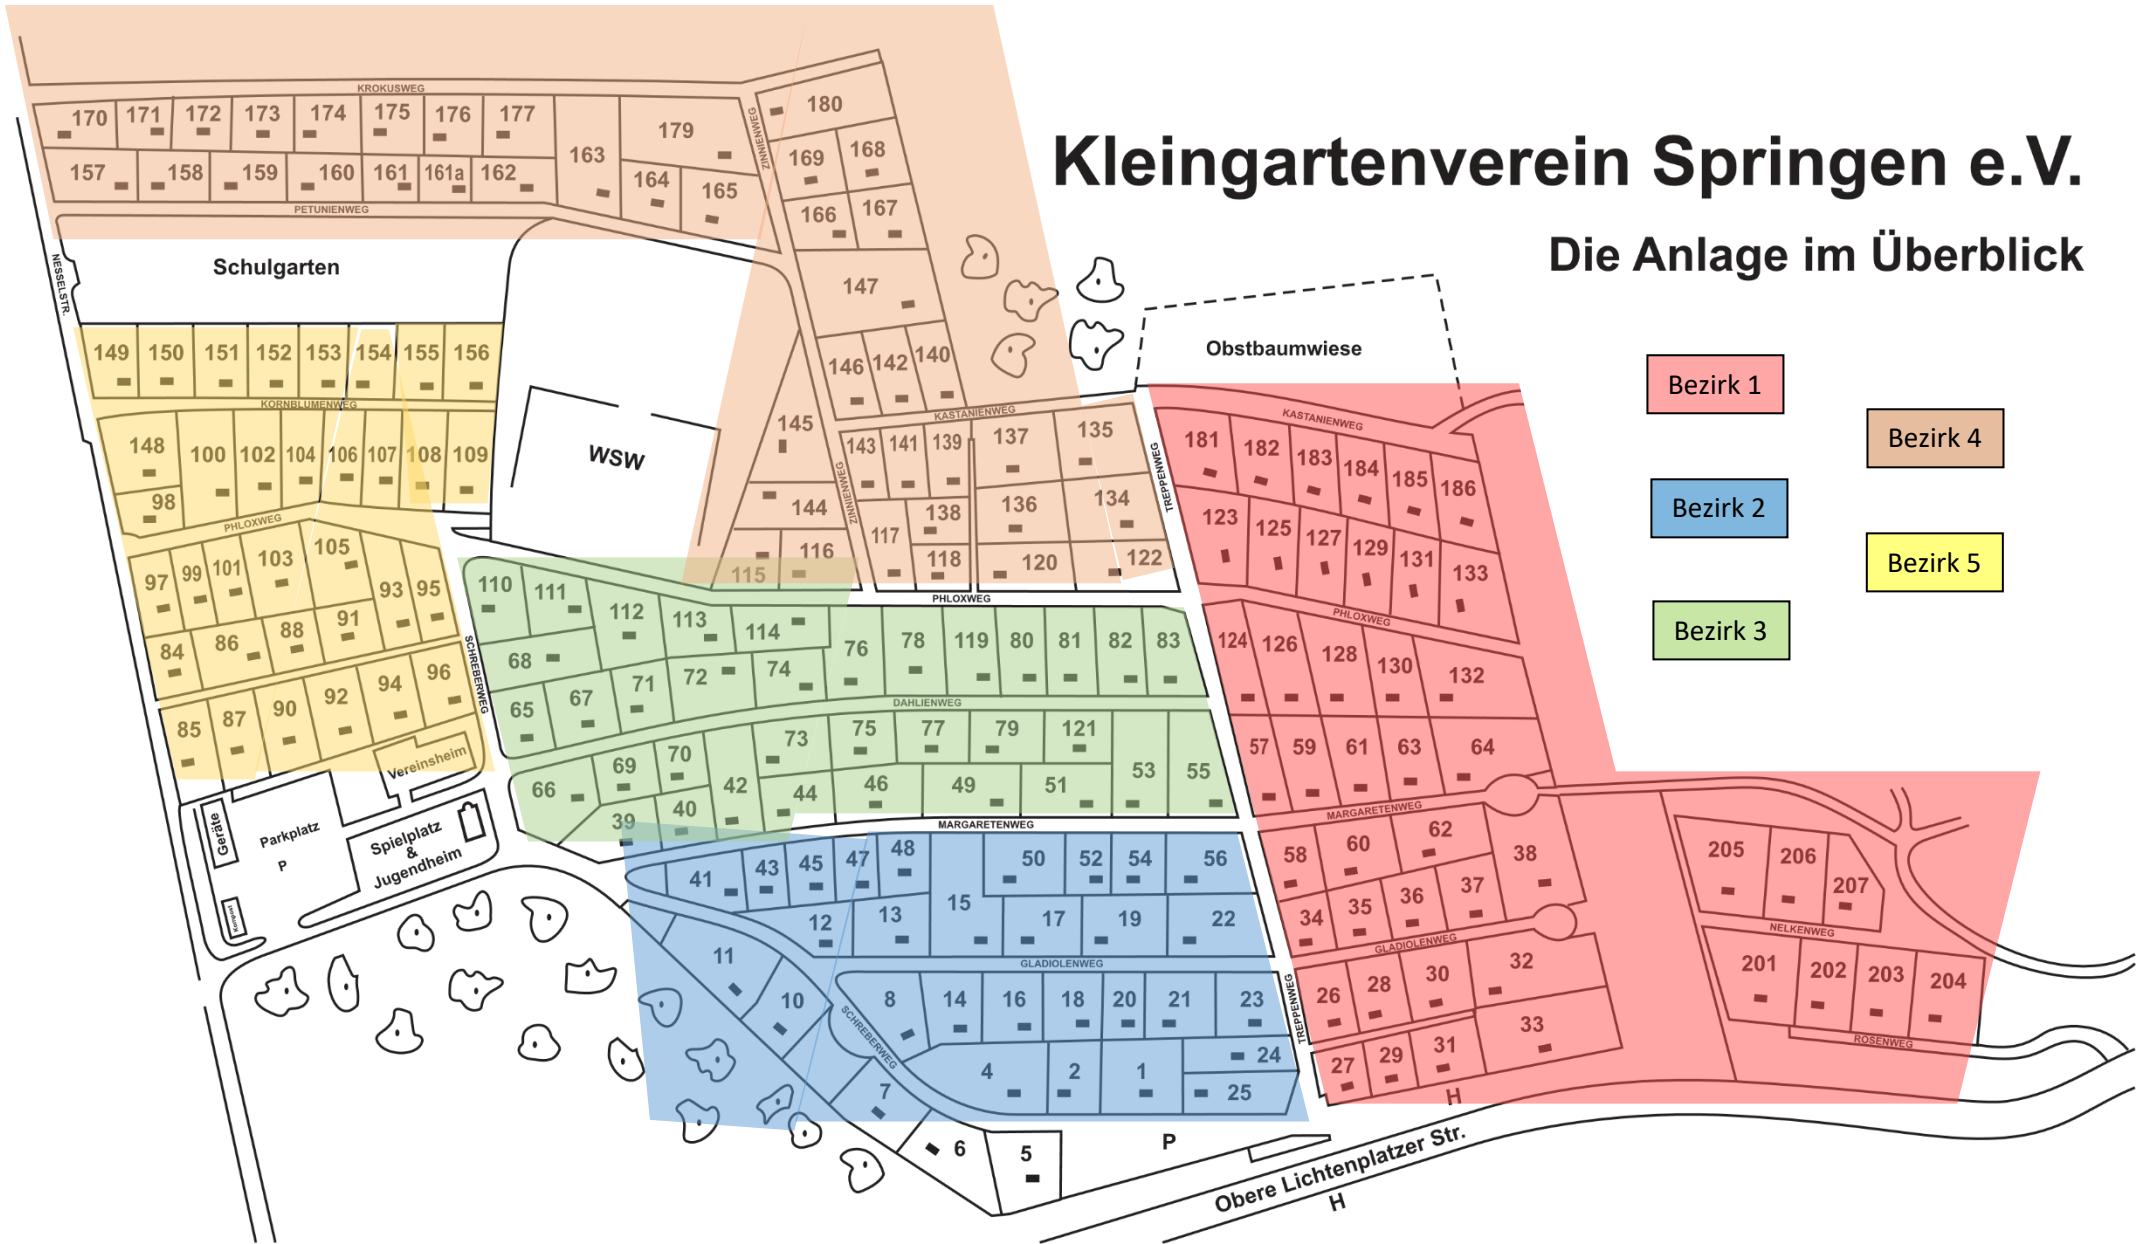 Kleingartenverein Springen e.V.
Die Anlage im Überblick
KROKUSWEG
170 171 172 173 174 175 176 177 163 179
157 158 159 160 161 161a 162 164 165
PETUNIENWEG
ZINNIENWEG
180
169 168
166 167
147
146 142 140
KASTANIENWEG
NESSELSTR.
Schulgarten
149 150 151 152 153 154 155 156
KORNBLUMENWEG
148 100 102 104 106 107 108 109
98
PHLOXWEG
97 99 101 103 105 93 95
84 86 88 91
85 87 90 92 94 96
SCHREBERWEG
WSW
145
144
115 116
ZINNIENWEG
143 141 139 137 135
117 138 136 134
118 120 122
PHLOXWEG
TREPPENWEG
Obstbaumwiese
Bezirk 1
Bezirk 4
Bezirk 2
Bezirk 5
Bezirk 3
KASTANIENWEG
181 182 183 184 185 186
123 125 127 129 131 133
PHLOXWEG
124 126 128 130 132
57 59 61 63 64
MARGARETENWEG
58 60 62 38
34 35 36 37
GLADIOLENWEG
26 28 30 32
27 29 31 33
205 206 207
NELKENWEG
201 202 203 204
ROSENWEG
110 111 112 113 114 76 78 119 80 81 82 83
68
65 67 71 72 74
DAHLIENWEG
66 69 70 42 73 75 77 79 121 53 55
39 40 44 46 49 51
MARGARETENWEG
41 43 45 47 48 15 50 52 54 56
12 13 17 19 22
GLADIOLENWEG
11 10 8 14 16 18 20 21 23
SCHREBERWEG
TREPPENWEG
7 4 2 1 24
25
6 5
P
Vereinsheim
Geräte
Parkplatz
P
Spielplatz
&
Jugendheim
Kompost
H
Obere Lichtenplatzer Str.
H